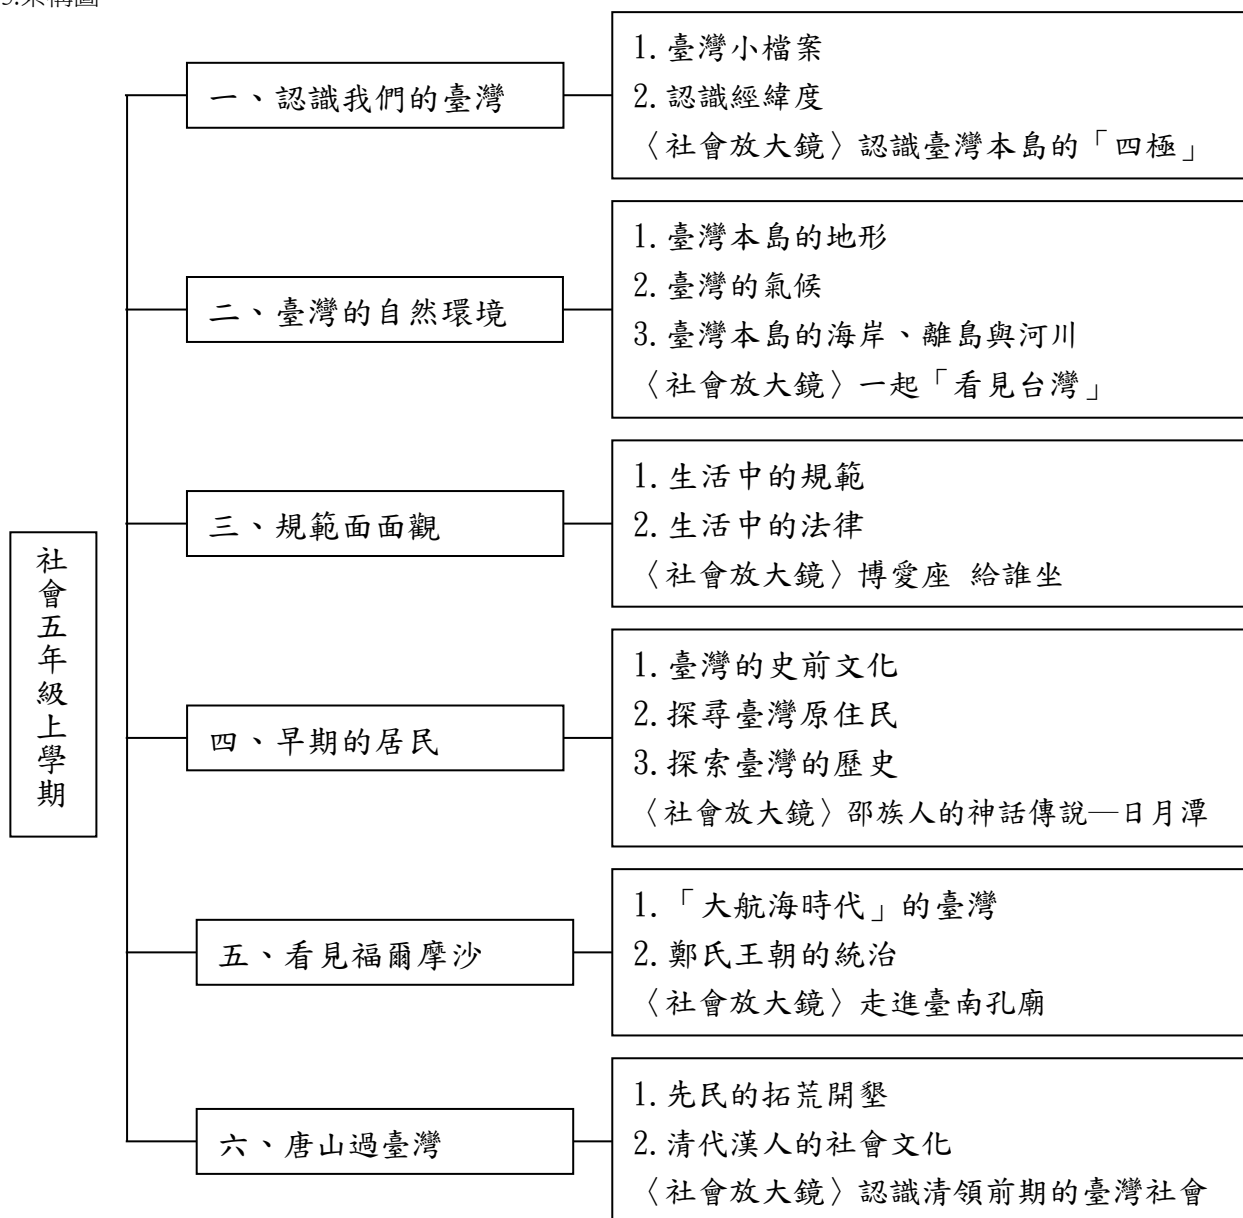 社會五年級上學期
一、認識我們的臺灣
1.臺灣小檔案
2.認識經緯度
〈社會放大鏡〉認識臺灣本島的「四極」
二、臺灣的自然環境
1.臺灣本島的地形
2.臺灣的氣候
3.臺灣本島的海岸、離島與河川
〈社會放大鏡〉一起「看見台灣」
三、規範面面觀
1.生活中的規範
2.生活中的法律
〈社會放大鏡〉博愛座 給誰坐
四、早期的居民
1.臺灣的史前文化
2.探尋臺灣原住民
3.探索臺灣的歷史
〈社會放大鏡〉邵族人的神話傳說—日月潭
五、看見福爾摩沙
1.「大航海時代」的臺灣
2.鄭氏王朝的統治
〈社會放大鏡〉走進臺南孔廟
六、唐山過臺灣
1.先民的拓荒開墾
2.清代漢人的社會文化
〈社會放大鏡〉認識清領前期的臺灣社會